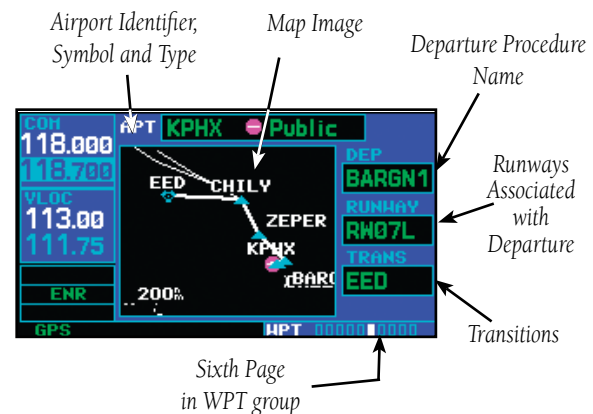 Airport Identifier,
Symbol and Type
Map Image
Departure Procedure
Name
COM
118.000
118.700
VLOC
113.00
111.75
ENR
GPS
APT KPHX Public
EED
CHILY
ZEPER
KPHX
200
DEP
BARGN1
RUNWAY
RW07L
TRANS
EED
WPT
Runways
Associated
with
Departure
Transitions
Sixth Page
in WPT group